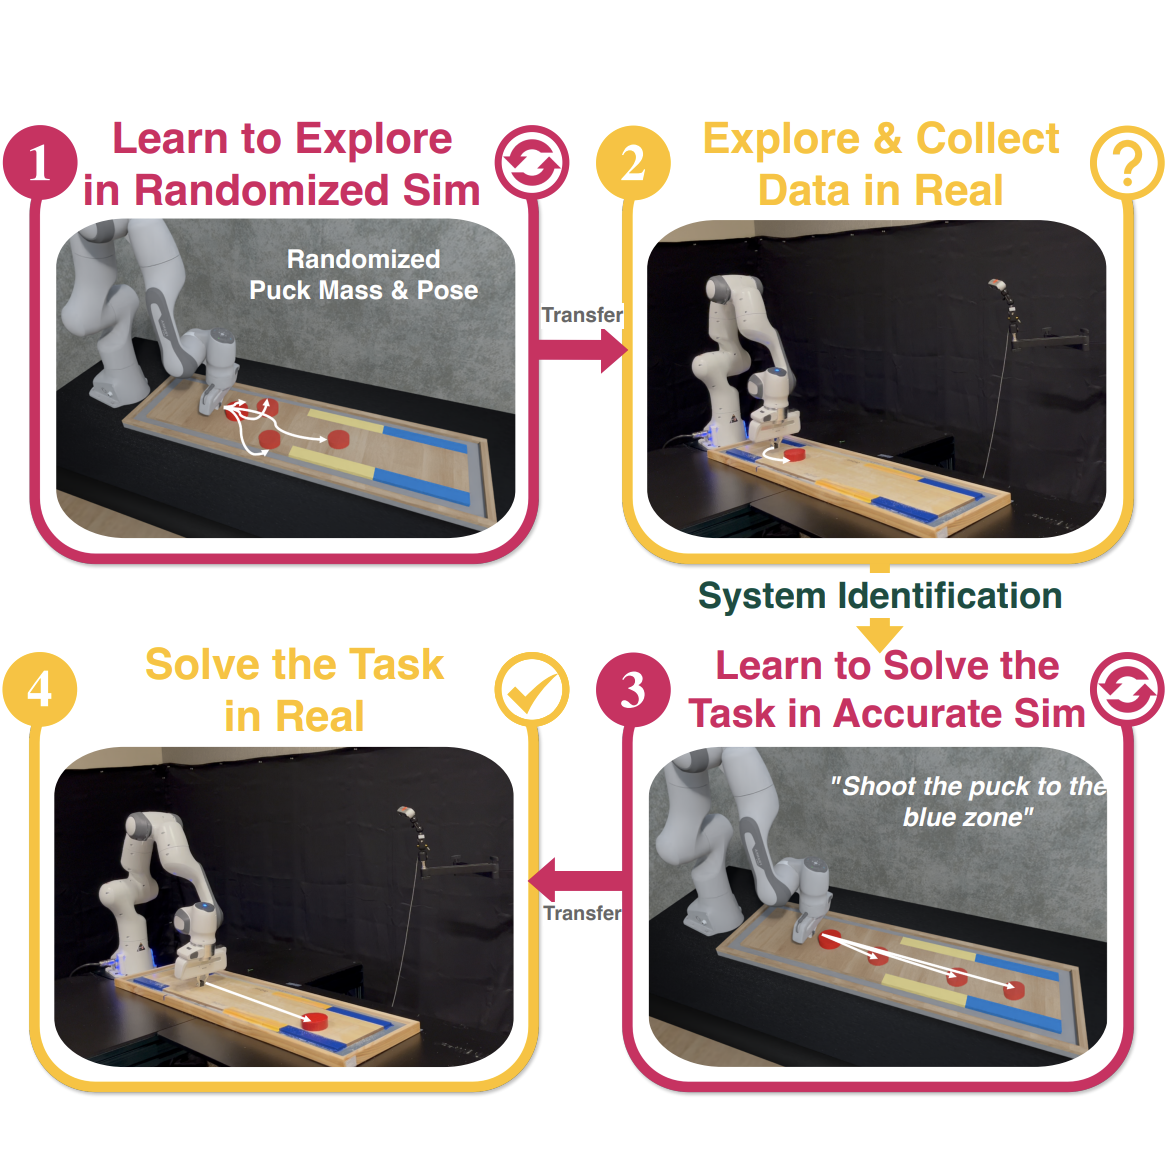 1
Learn to Explore
in Randomized Sim
Randomized
Puck Mass & Pose
Transfer
2
Explore & Collect
Data in Real
?
System Identification
3
Learn to Solve the
Task in Accurate Sim
"Shoot the puck to the
blue zone"
Transfer
4
Solve the Task
in Real